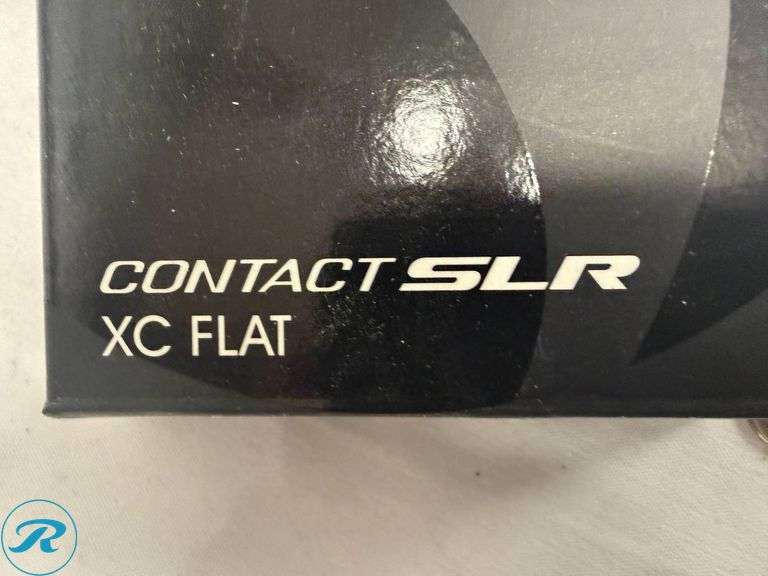 CONTACT SLR
XC FLAT
R